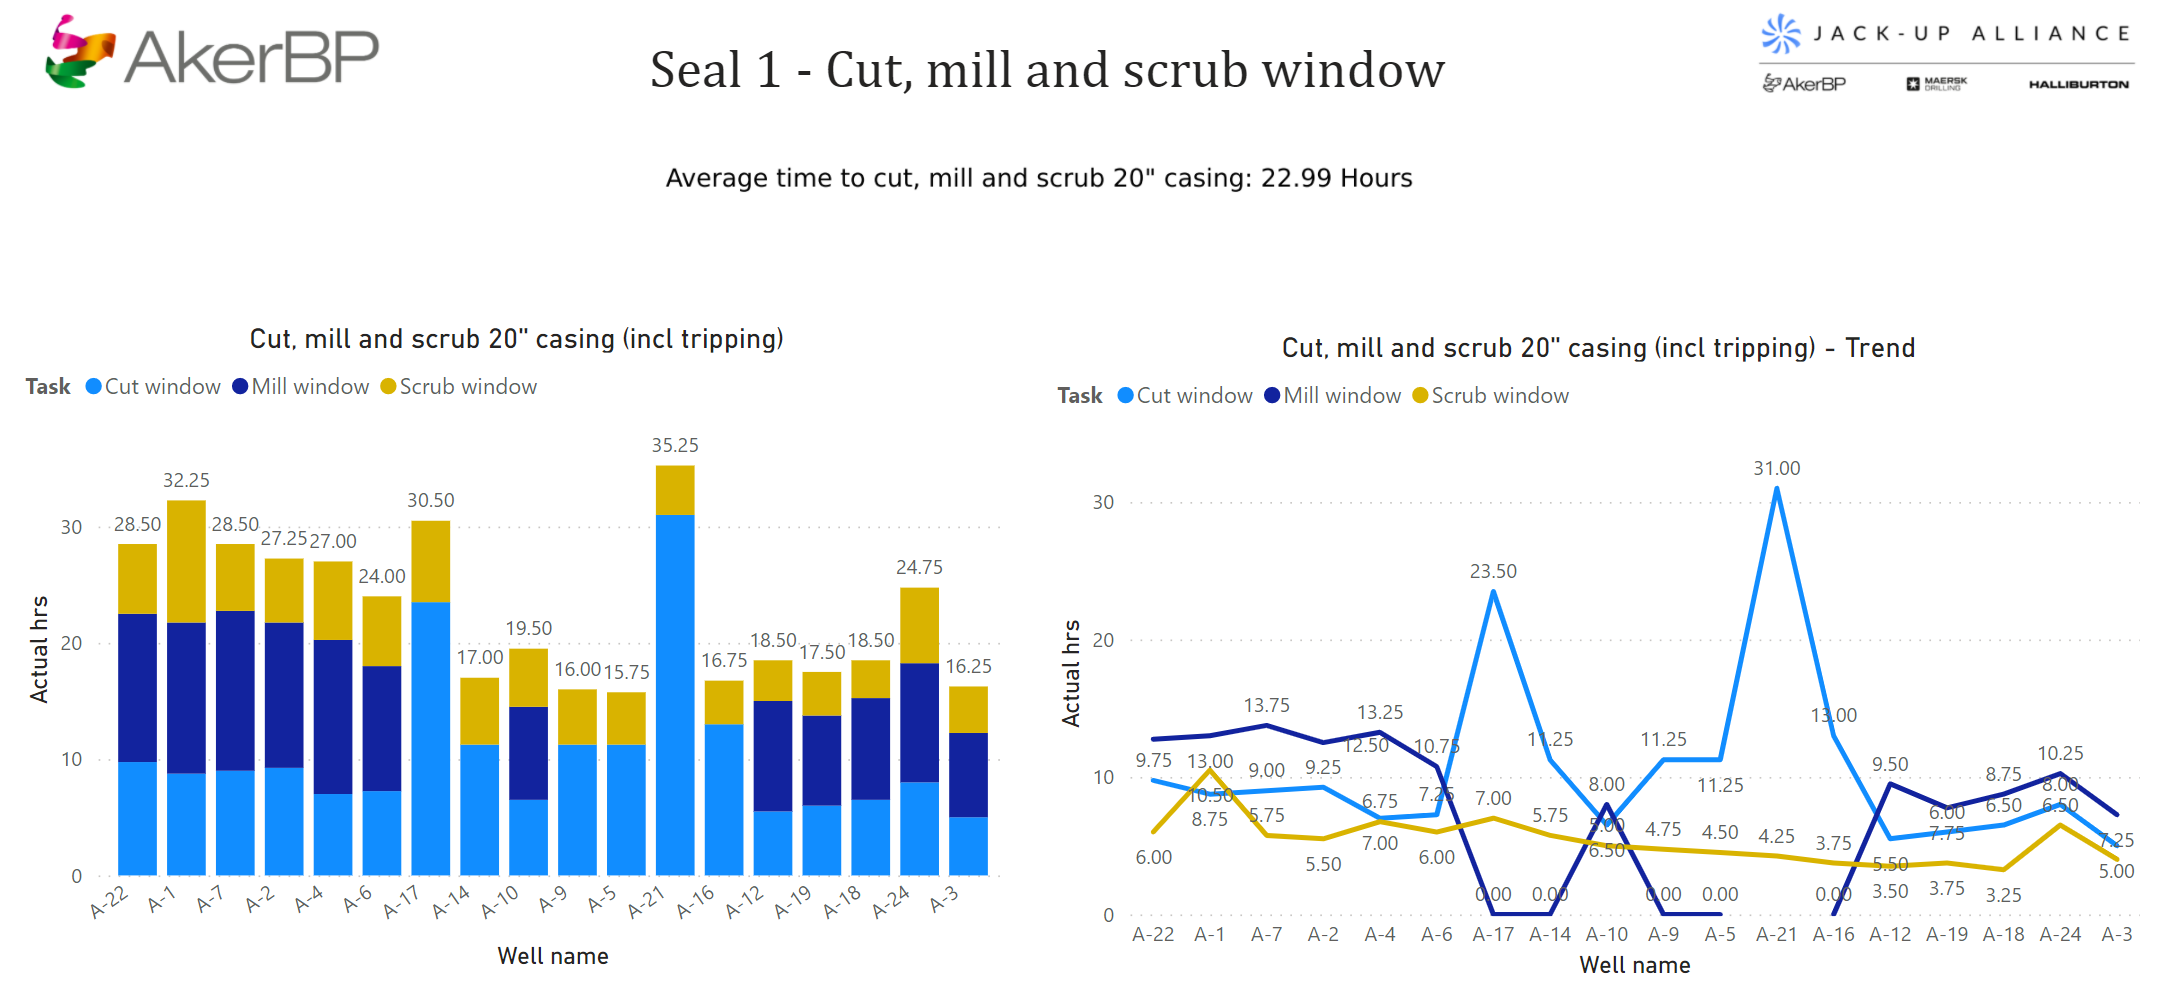 AkerBP
Seal 1 - Cut, mill and scrub window
JACK-UP ALLIANCE
AkerBP MAERSK DRILLING HALLIBURTON
Average time to cut, mill and scrub 20" casing: 22.99 Hours
Cut, mill and scrub 20" casing (incl tripping)
Task Cut window Mill window Scrub window
Actual hrs
30
20
10
0
28.50 32.25 28.50 27.25 27.00 24.00 30.50 17.00 19.50 16.00 15.75 35.25 16.75 18.50 17.50 18.50 24.75 16.25
A-22 A-1 A-7 A-2 A-4 A-6 A-17 A-14 A-10 A-9 A-5 A-21 A-16 A-12 A-19 A-18 A-24 A-3
Well name
Cut, mill and scrub 20" casing (incl tripping) - Trend
Task Cut window Mill window Scrub window
Actual hrs
30
20
10
0
9.75 9.00 9.25 6.75 7.25 23.50 11.25 11.25 11.25 31.00 13.00
8.75 6.50 5.50 6.00 6.50 8.00 5.00
13.00 13.75 12.50 13.25 10.75 0.00 0.00 8.00 0.00 0.00 0.00 9.50 7.75 8.75 10.25 7.25
6.00 10.50 5.75 5.50 7.00 6.00 7.00 5.75 5.00 4.75 4.50 4.25 3.75 3.50 3.75 3.25 6.50
A-22 A-1 A-7 A-2 A-4 A-6 A-17 A-14 A-10 A-9 A-5 A-21 A-16 A-12 A-19 A-18 A-24 A-3
Well name